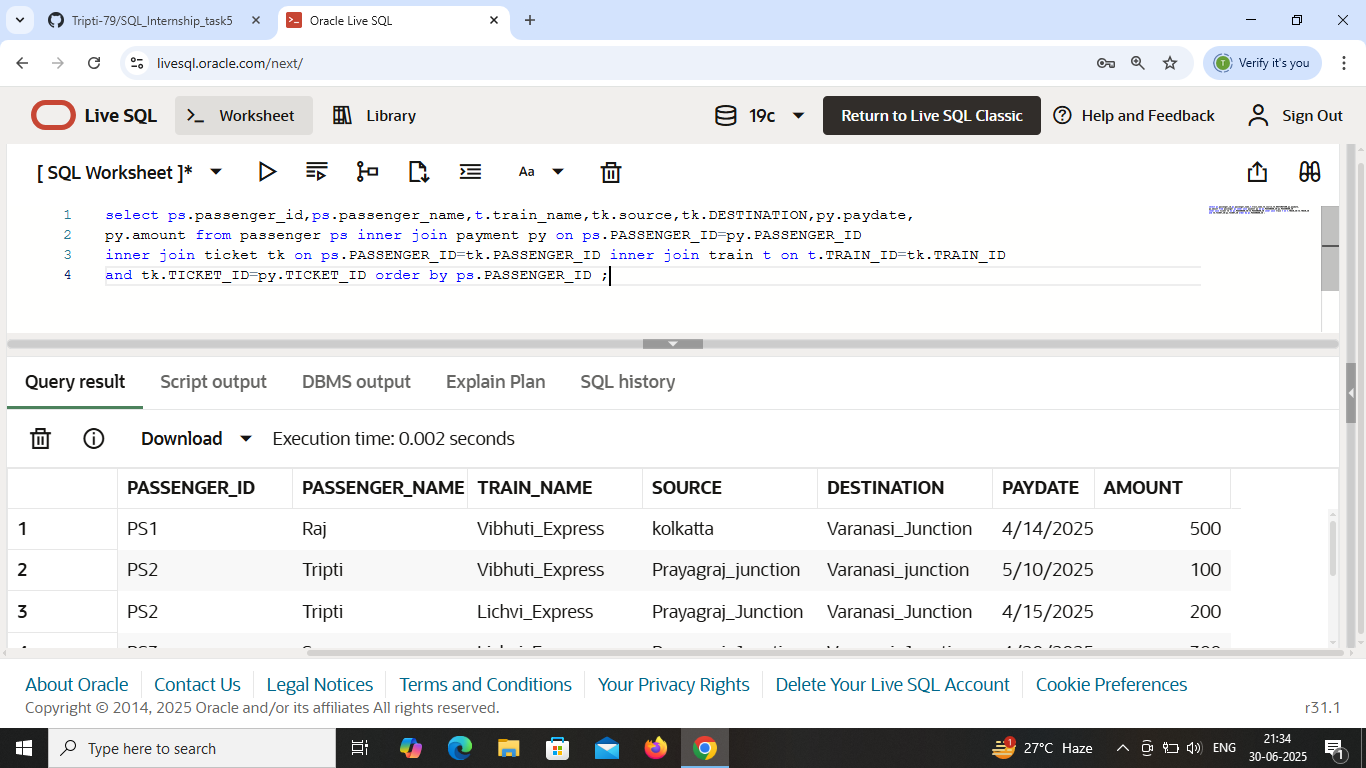 Tripti-79/SQL_Internship_task5
Oracle Live SQL
livesql.oracle.com/next/
Verify it's you
Live SQL
Worksheet
Library
19c
Return to Live SQL Classic
Help and Feedback
Sign Out
[ SQL Worksheet ]*
Aa
1 select ps.passenger_id,ps.passenger_name,t.train_name,tk.source,tk.DESTINATION,py.paydate,
2 py.amount from passenger ps inner join payment py on ps.PASSENGER_ID=py.PASSENGER_ID
3 inner join ticket tk on ps.PASSENGER_ID=tk.PASSENGER_ID inner join train t on t.TRAIN_ID=tk.TRAIN_ID
4 and tk.TICKET_ID=py.TICKET_ID order by ps.PASSENGER_ID ;
Query result
Script output
DBMS output
Explain Plan
SQL history
Download
Execution time: 0.002 seconds
PASSENGER_ID PASSENGER_NAME TRAIN_NAME SOURCE DESTINATION PAYDATE AMOUNT
1 PS1 Raj Vibhuti_Express kolkatta Varanasi_Junction 4/14/2025 500
2 PS2 Tripti Vibhuti_Express Prayagraj_junction Varanasi_junction 5/10/2025 100
3 PS2 Tripti Lichvi_Express Prayagraj_Junction Varanasi_Junction 4/15/2025 200
About Oracle
Contact Us
Legal Notices
Terms and Conditions
Your Privacy Rights
Delete Your Live SQL Account
Cookie Preferences
Copyright © 2014, 2025 Oracle and/or its affiliates All rights reserved.
r31.1
Type here to search
1
27°C Haze
ENG
21:34
30-06-2025
1